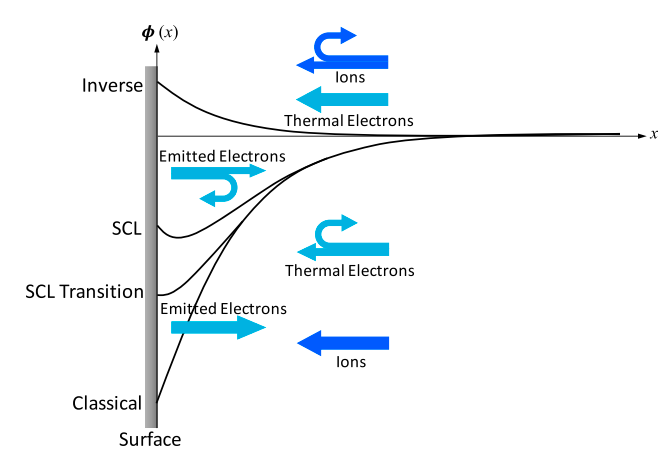 ϕ (x)
Inverse
Ions
Thermal Electrons
x
Emitted Electrons
SCL
Thermal Electrons
SCL Transition
Emitted Electrons
Ions
Classical
Surface